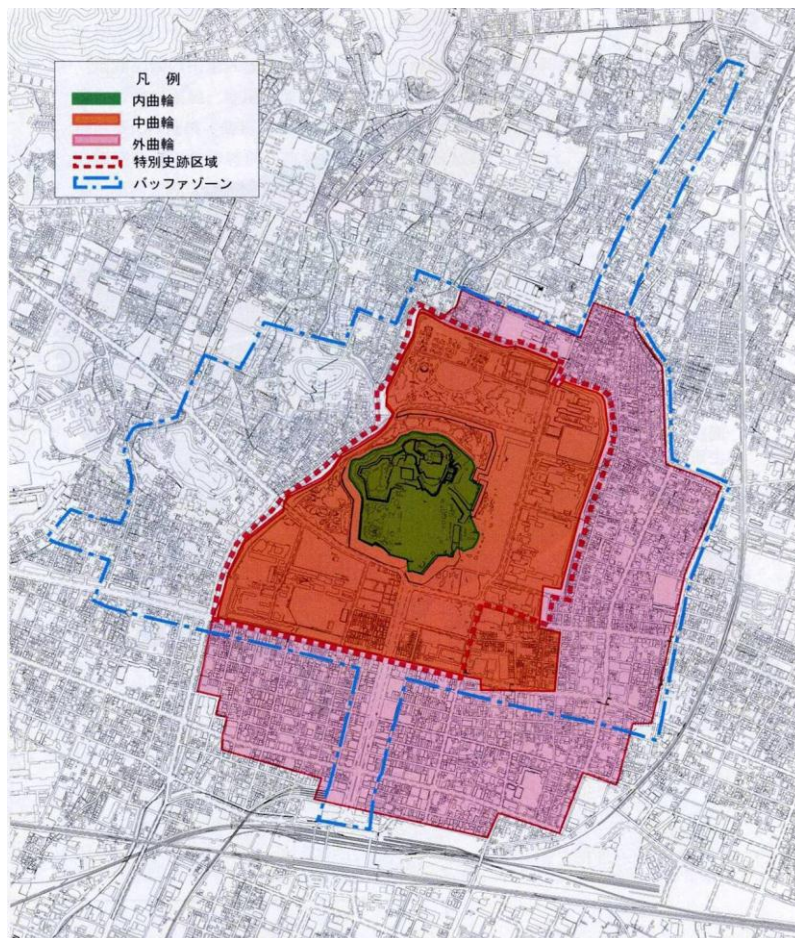 凡 例
内曲輪
中曲輪
外曲輪
特別史跡区域
バッファゾーン